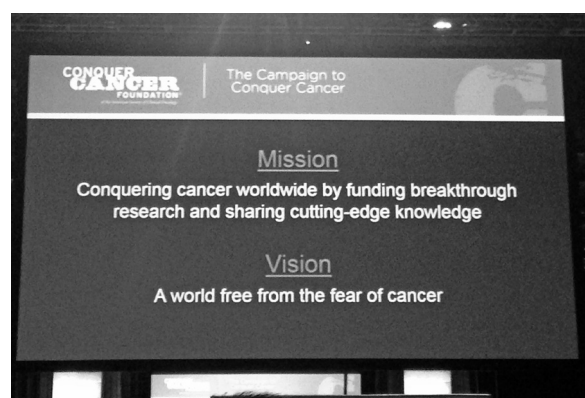 CONQUER
CANCER
FOUNDATION
The Campaign to
Conquer Cancer
Mission
Conquering cancer worldwide by funding breakthrough
research and sharing cutting-edge knowledge
Vision
A world free from the fear of cancer